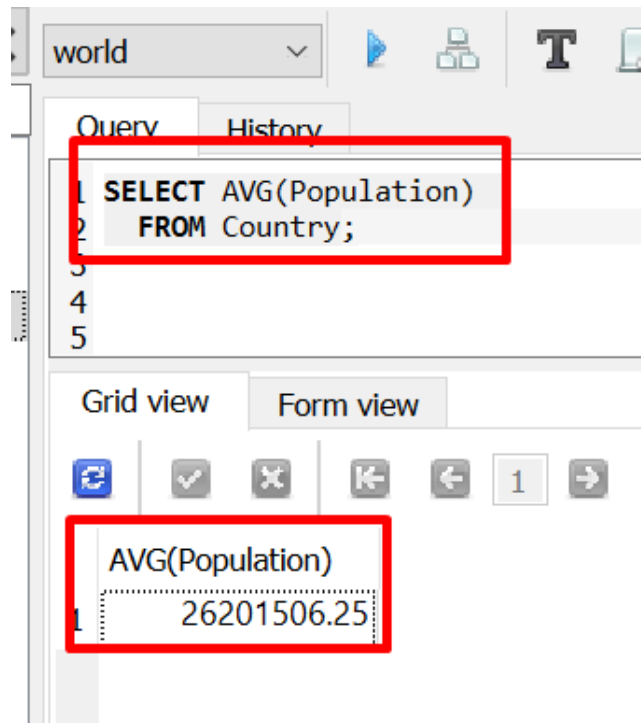 world
T
Query History
1 SELECT AVG(Population)
2 FROM Country;
3
4
5
Grid view Form view
1
AVG(Population)
1 26201506.25